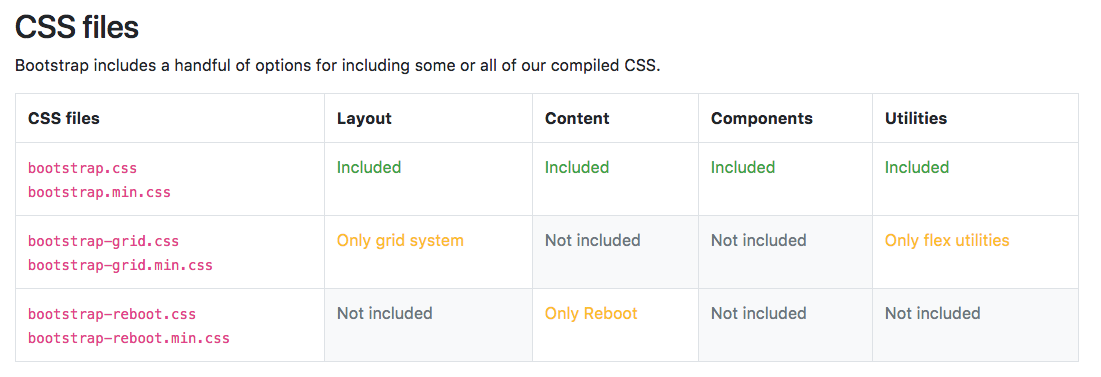 CSS files
Bootstrap includes a handful of options for including some or all of our compiled CSS.
CSS files Layout Content Components Utilities
bootstrap.css Included Included Included Included
bootstrap.min.css
bootstrap-grid.css Only grid system Not included Not included Only flex utilities
bootstrap-grid.min.css
bootstrap-reboot.css Not included Only Reboot Not included Not included
bootstrap-reboot.min.css